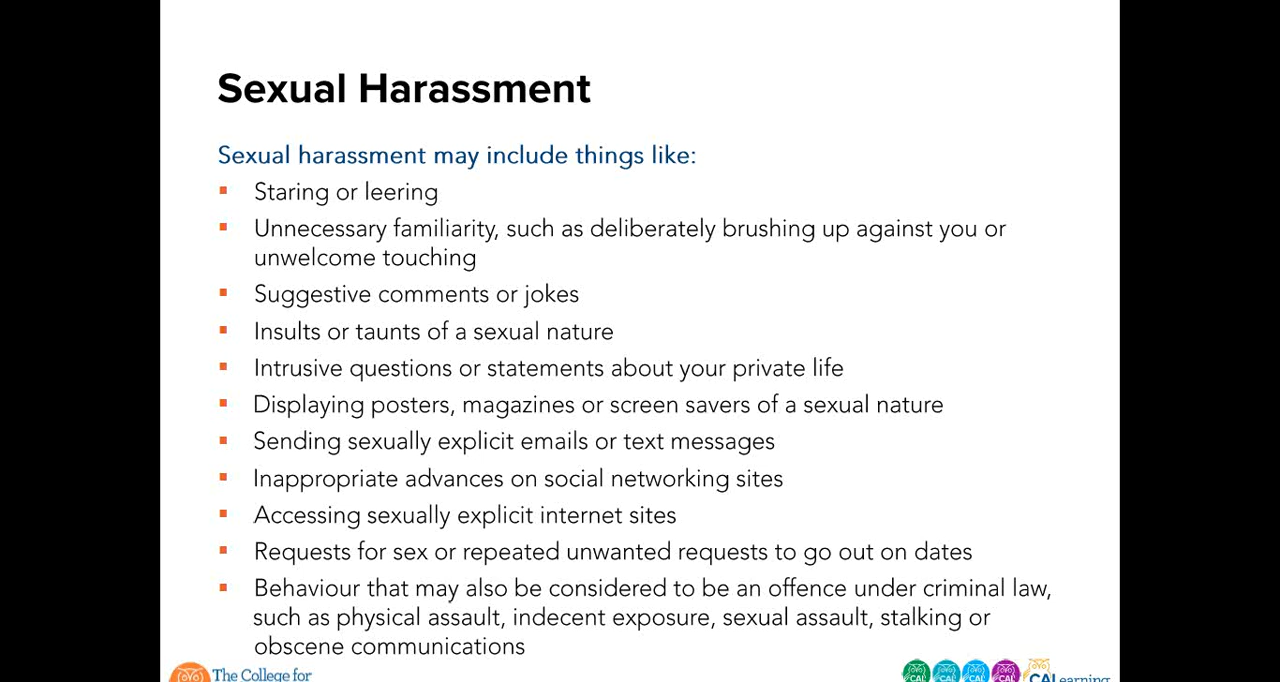 Sexual Harassment
Sexual harassment may include things like:
▪ Staring or leering
▪ Unnecessary familiarity, such as deliberately brushing up against you or
unwelcome touching
▪ Suggestive comments or jokes
▪ Insults or taunts of a sexual nature
▪ Intrusive questions or statements about your private life
▪ Displaying posters, magazines or screen savers of a sexual nature
▪ Sending sexually explicit emails or text messages
▪ Inappropriate advances on social networking sites
▪ Accessing sexually explicit internet sites
▪ Requests for sex or repeated unwanted requests to go out on dates
▪ Behaviour that may also be considered to be an offence under criminal law,
such as physical assault, indecent exposure, sexual assault, stalking or
obscene communications
The College for
CAL CAL CAL CAL CALearning